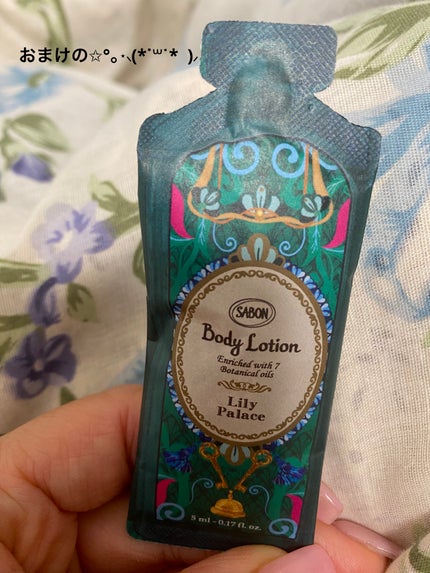 おまけの✩°｡⋆⸜(*˙꒳˙* )⸝
SABON
Body Lotion
Enriched with 7
Botanical oils
Lily
Palace
5 ml - 0.17 fl. oz.